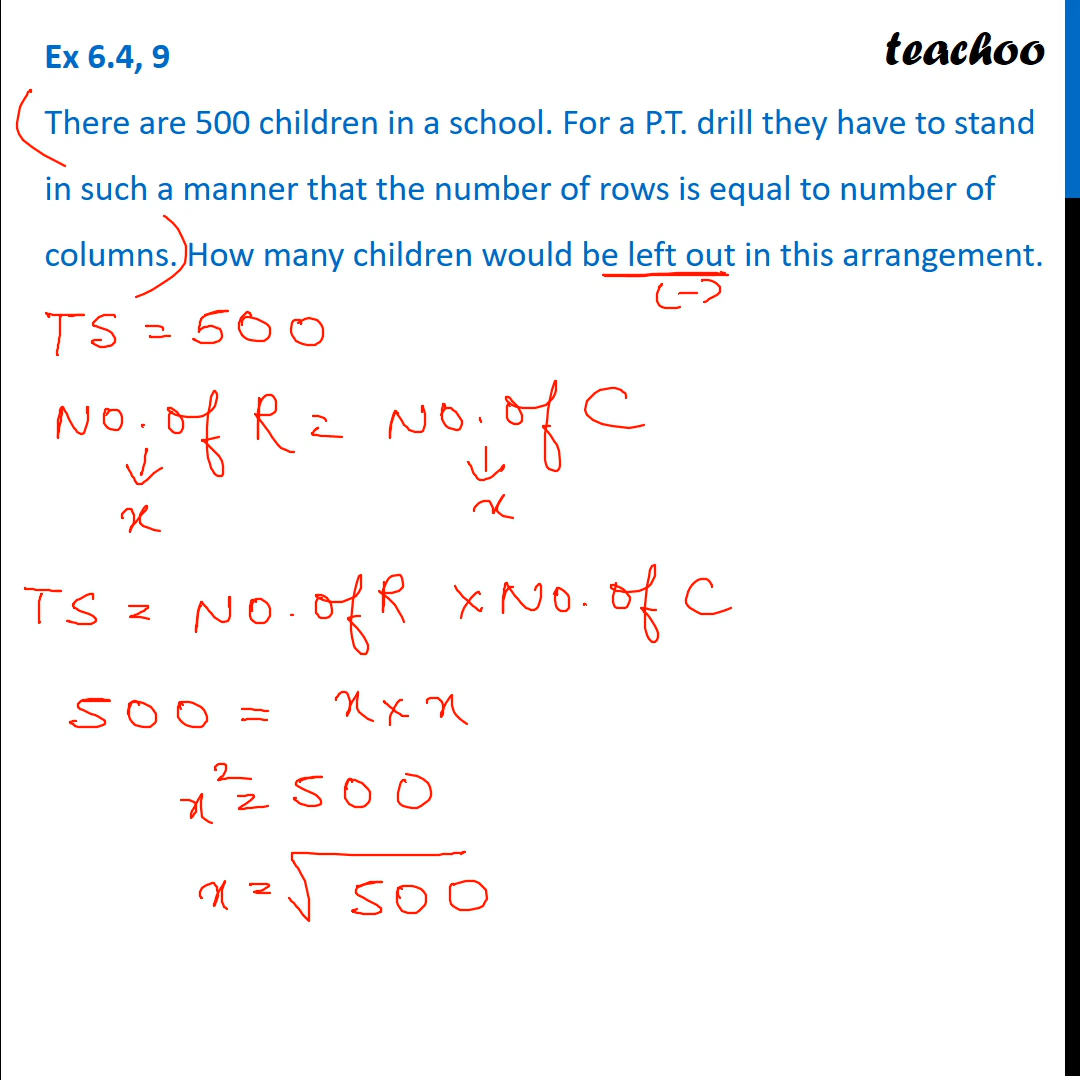 Ex 6.4, 9
teachoo
There are 500 children in a school. For a P.T. drill they have to stand
in such a manner that the number of rows is equal to number of
columns. How many children would be left out in this arrangement.
(-)
TS = 500
NO. of R = NO. of C
↓ ↓
x x
TS = NO. of R × NO. of C
500 = x × x
x² = 500
x = √500